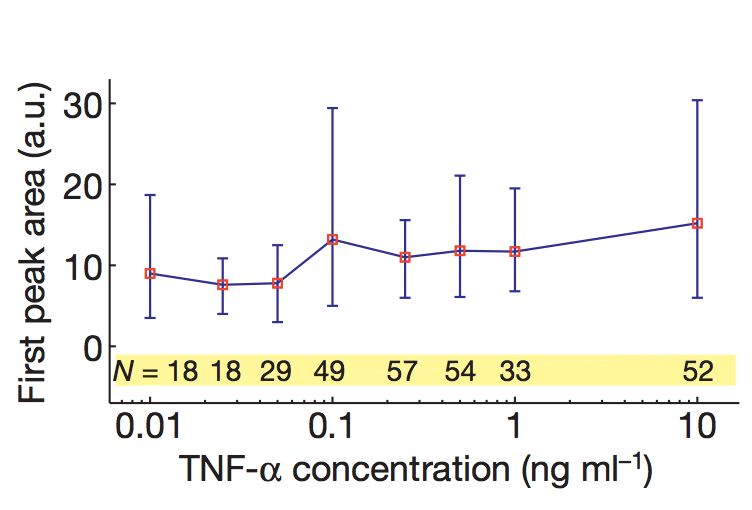 First peak area (a.u.)
30
20
10
0
N = 18 18 29 49 57 54 33 52
0.01 0.1 1 10
TNF-α concentration (ng ml⁻¹)